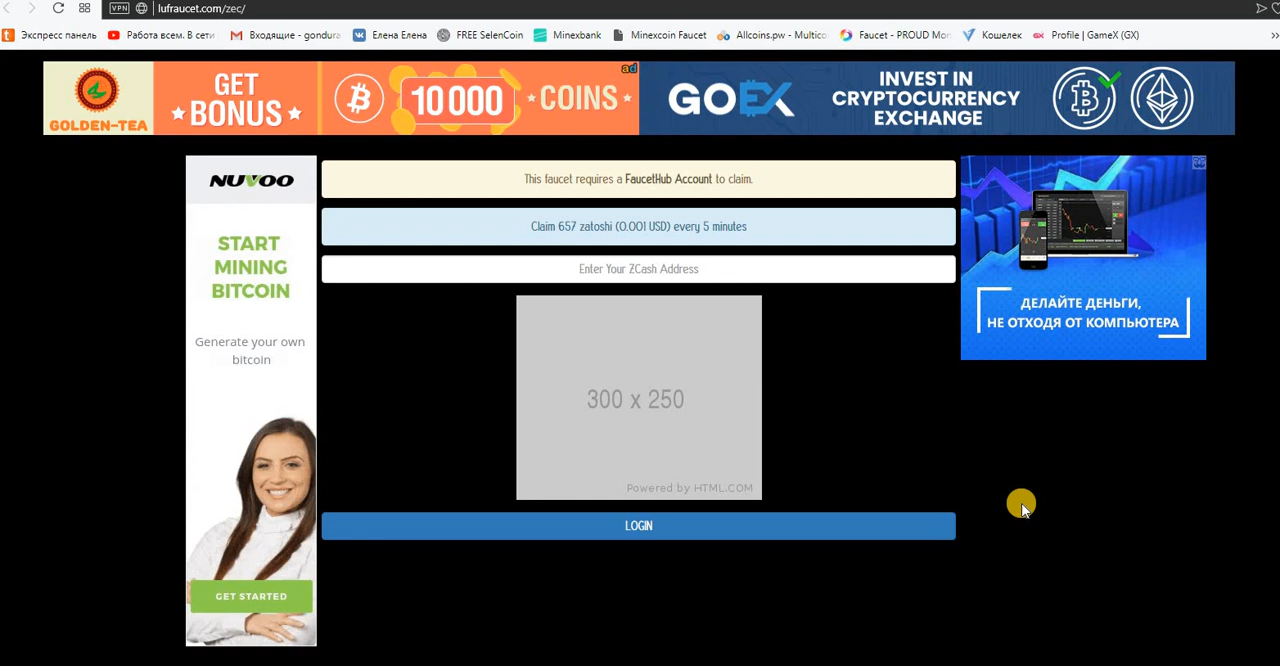 VPN
lufraucet.com/zec/
Экспресс панель
Работа всем. В сети
Входящие - gondura
Елена Елена
FREE SelenCoin
Minexbank
Minexcoin Faucet
Allcoins.pw - Multico
Faucet - PROUD Mon
Кошелек
Profile | GameX (GX)
GOLDEN-TEA
GET
BONUS
10 000
COINS
ad
GOEX
INVEST IN
CRYPTOCURRENCY
EXCHANGE
NUVOO
START
MINING
BITCOIN
Generate your own
bitcoin
GET STARTED
This faucet requires a FaucetHub Account to claim.
Claim 657 zatoshi (0.001 USD) every 5 minutes
Enter Your ZCash Address
300 x 250
Powered by HTML.COM
LOGIN
ДЕЛАЙТЕ ДЕНЬГИ,
НЕ ОТХОДЯ ОТ КОМПЬЮТЕРА